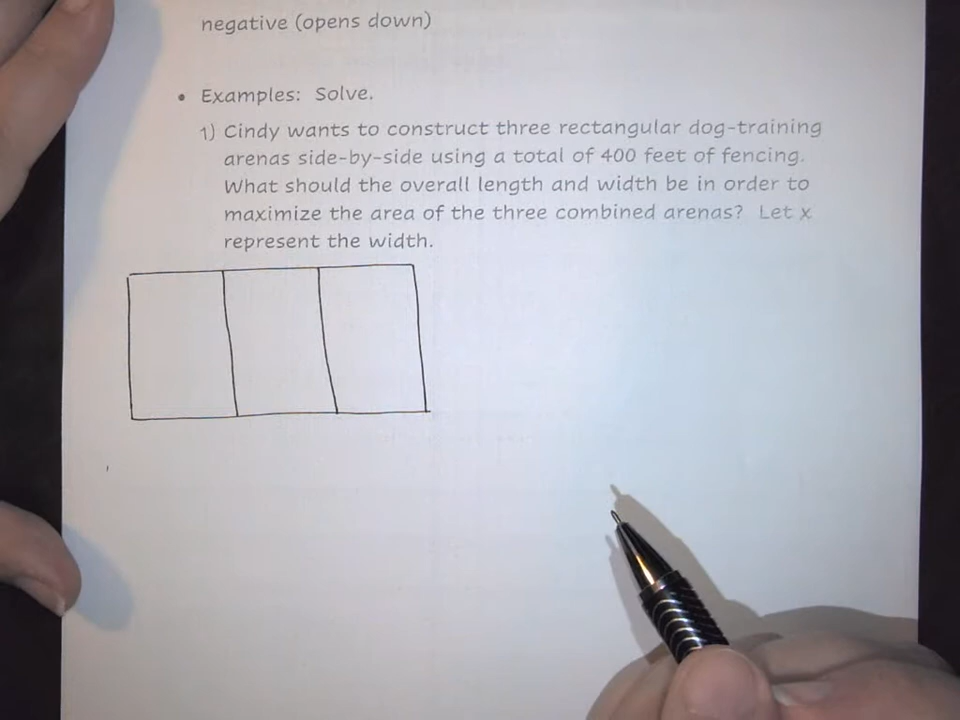 negative (opens down)
• Examples: Solve.
1) Cindy wants to construct three rectangular dog-training
arenas side-by-side using a total of 400 feet of fencing.
What should the overall length and width be in order to
maximize the area of the three combined arenas? Let x
represent the width.